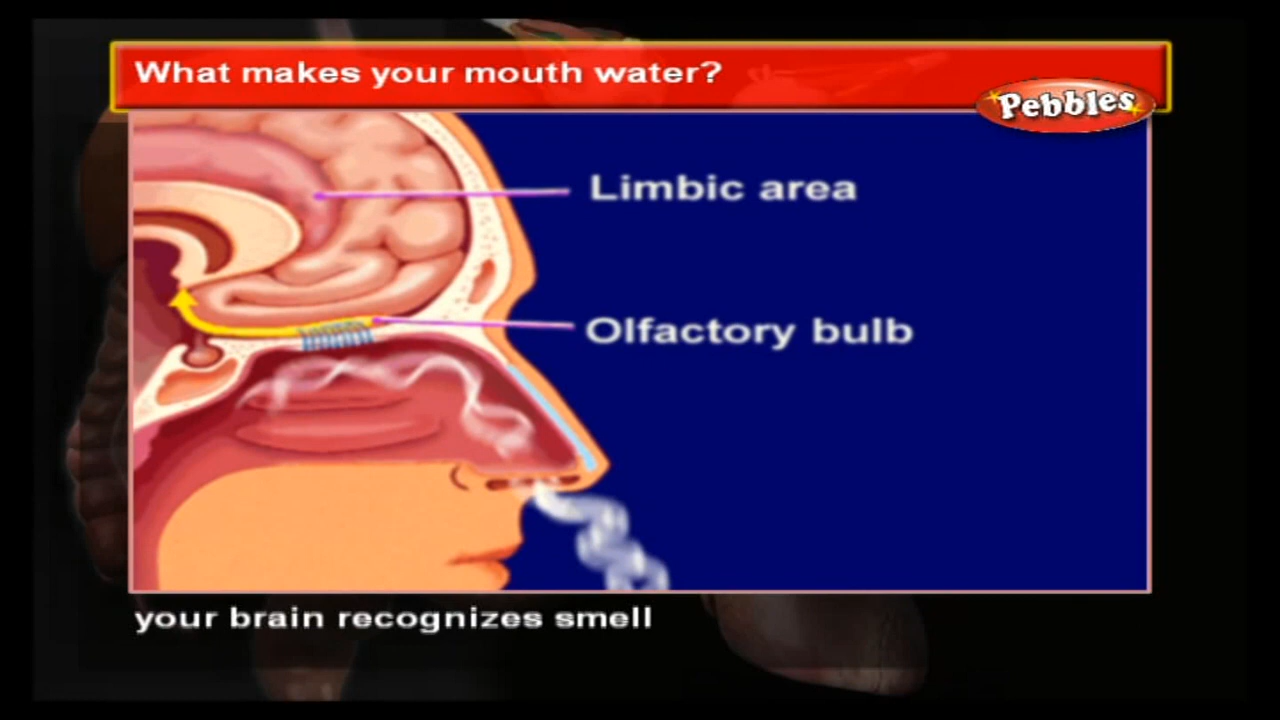 What makes your mouth water?
Pebbles
Limbic area
Olfactory bulb
your brain recognizes smell